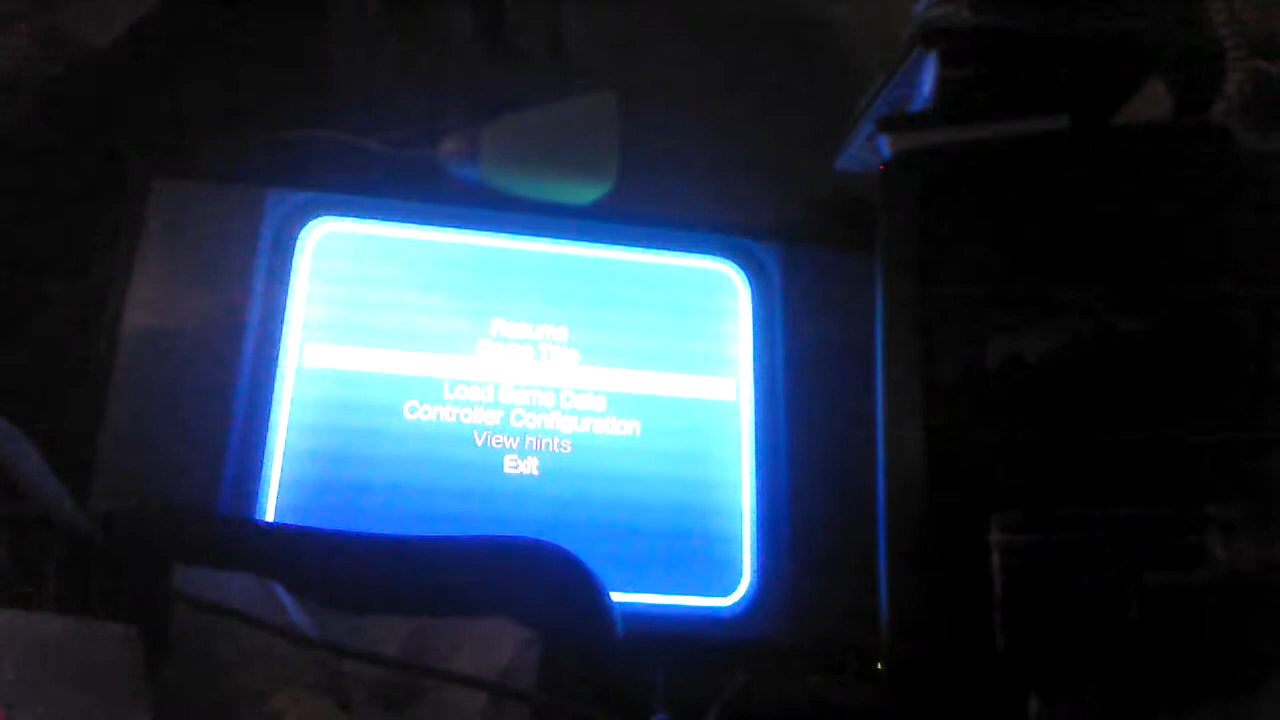 Resume
Load Game Data
Controller Configuration
View hints
Exit